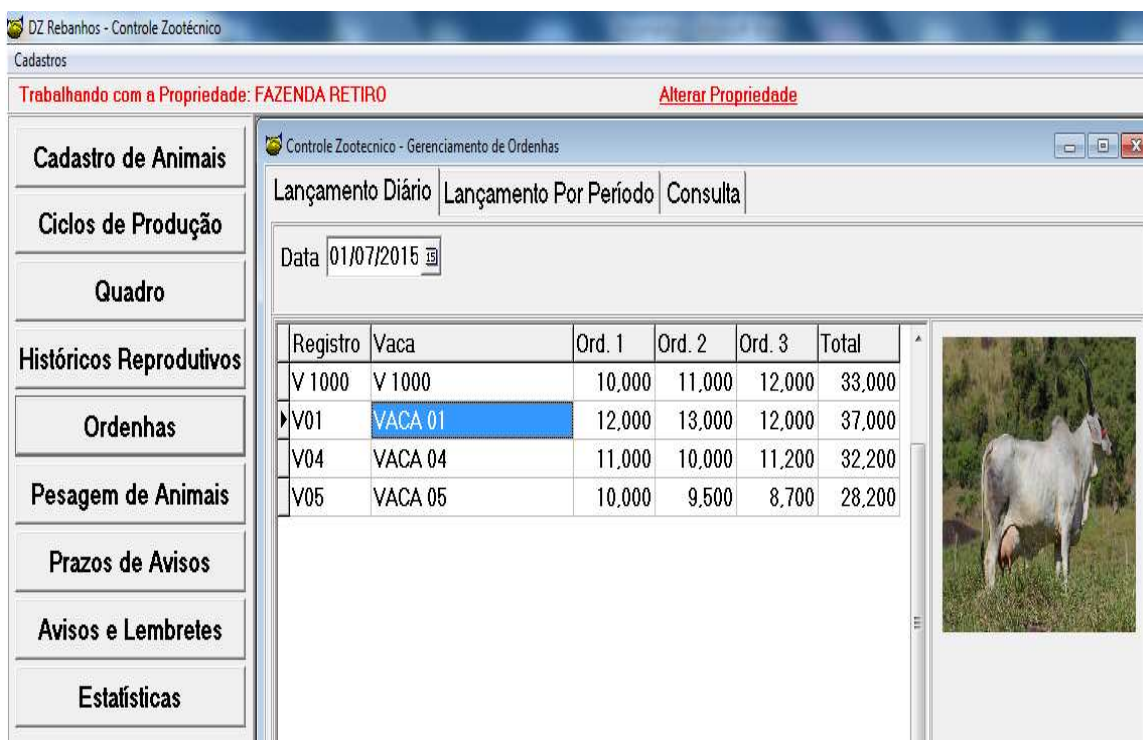 DZ Rebanhos - Controle Zootécnico
Cadastros
Trabalhando com a Propriedade: FAZENDA RETIRO Alterar Propriedade
Cadastro de Animais
Ciclos de Produção
Quadro
Históricos Reprodutivos
Ordenhas
Pesagem de Animais
Prazos de Avisos
Avisos e Lembretes
Estatísticas
Controle Zootecnico - Gerenciamento de Ordenhas
Lançamento Diário Lançamento Por Período Consulta
Data 01/07/2015 15
Registro Vaca Ord. 1 Ord. 2 Ord. 3 Total
V 1000 V 1000 10,000 11,000 12,000 33,000
V01 VACA 01 12,000 13,000 12,000 37,000
V04 VACA 04 11,000 10,000 11,200 32,200
V05 VACA 05 10,000 9,500 8,700 28,200